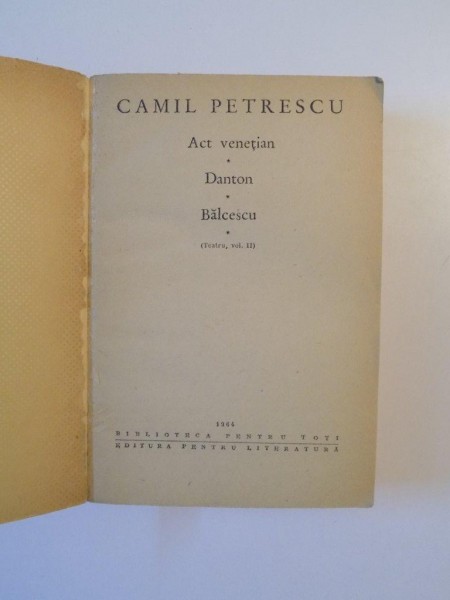 CAMIL PETRESCU
Act venețian
*
Danton
*
Bălcescu
*
(Teatru, vol. II)
1964
BIBLIOTECA PENTRU TOȚI
EDITURA PENTRU LITERATURĂ